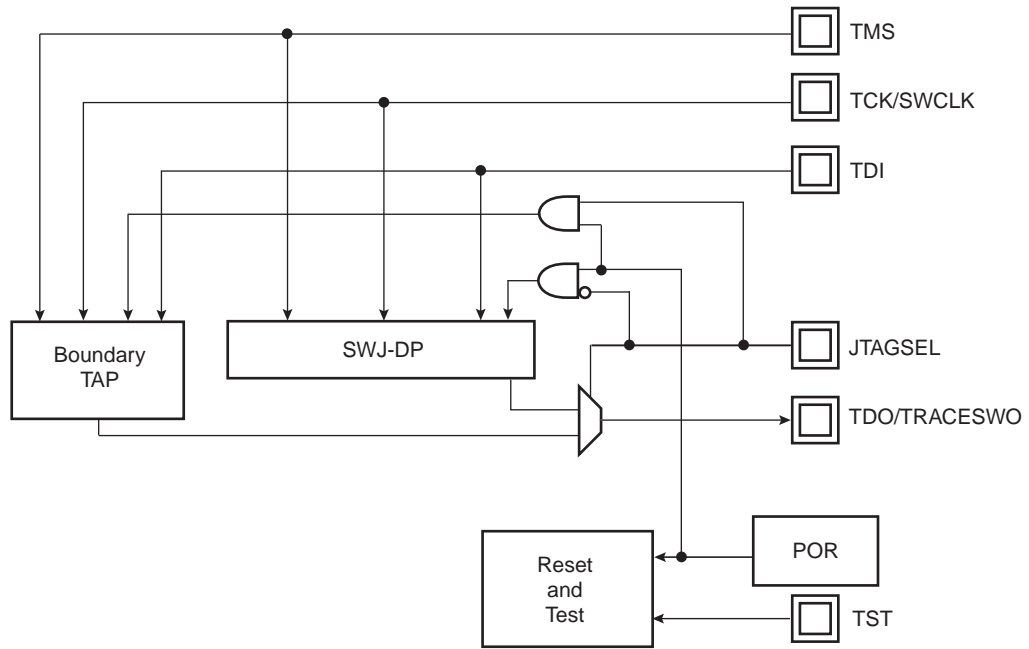 TMS
TCK/SWCLK
TDI
Boundary
TAP
SWJ-DP
JTAGSEL
TDO/TRACESWO
Reset
and
Test
POR
TST